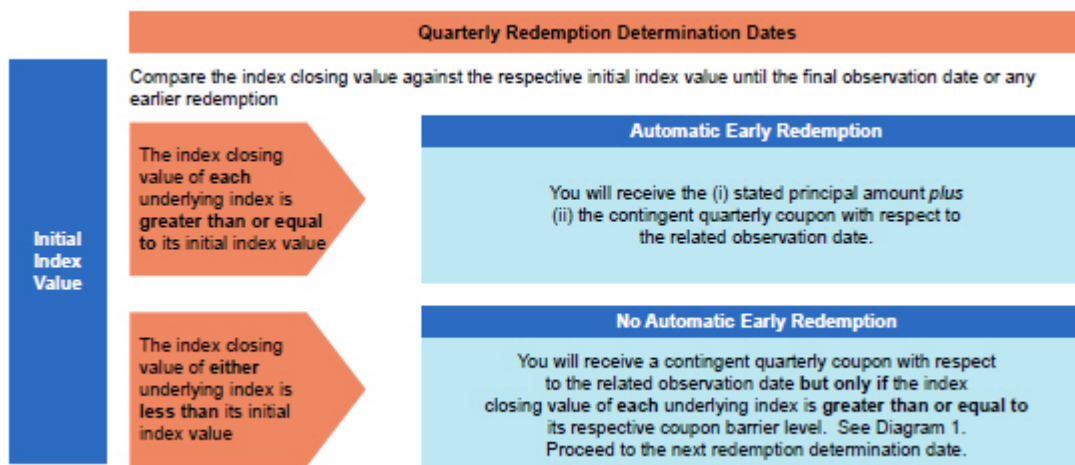 Quarterly Redemption Determination Dates
Compare the index closing value against the respective initial index value until the final observation date or any
earlier redemption
Initial
Index
Value
The index closing
value of each
underlying index is
greater than or equal
to its initial index value
Automatic Early Redemption
You will receive the (i) stated principal amount plus
(ii) the contingent quarterly coupon with respect to
the related observation date.
The index closing
value of either
underlying index is
less than its initial
index value
No Automatic Early Redemption
You will receive a contingent quarterly coupon with respect
to the related observation date but only if the index
closing value of each underlying index is greater than or equal to
its respective coupon barrier level. See Diagram 1.
Proceed to the next redemption determination date.